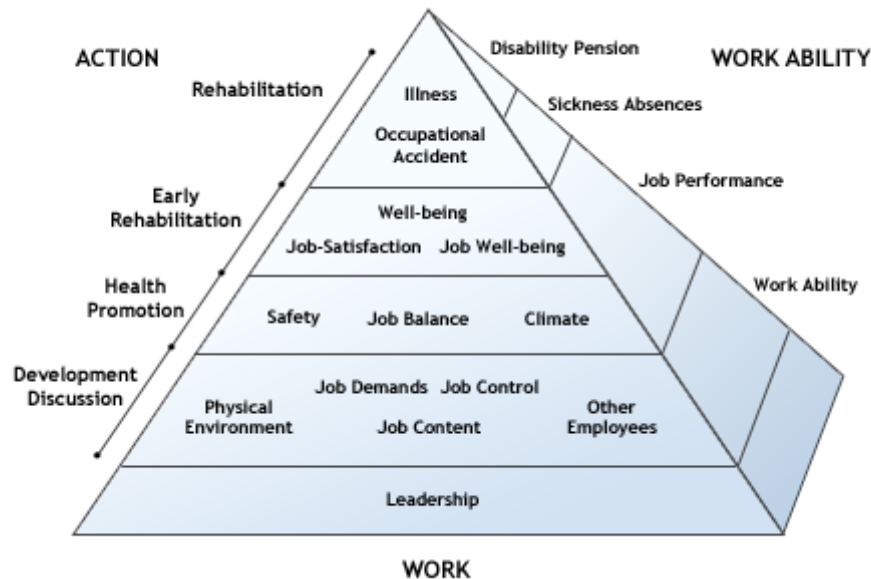 ACTION
WORK ABILITY
Disability Pension
Rehabilitation
Illness
Sickness Absences
Occupational
Accident
Job Performance
Early
Rehabilitation
Well-being
Job-Satisfaction Job Well-being
Health
Promotion
Work Ability
Safety Job Balance Climate
Development
Discussion
Job Demands Job Control
Physical
Environment
Job Content
Other
Employees
Leadership
WORK